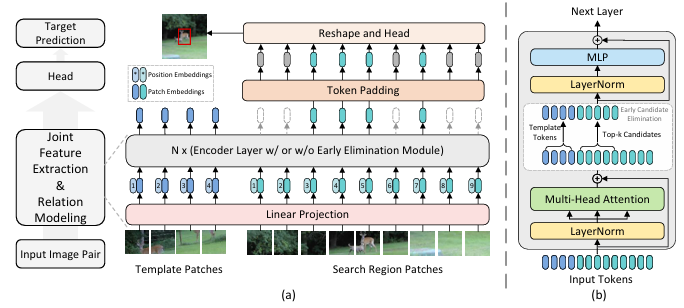 Target
Prediction
Head
Joint
Feature
Extraction
&
Relation
Modeling
Input Image Pair
Reshape and Head
* * Position Embeddings
Patch Embeddings
Token Padding
N x (Encoder Layer w/ or w/o Early Elimination Module)
1 2 3 4 1 2 3 4 5 6 7 8 9
Linear Projection
Template Patches
Search Region Patches
(a)
Next Layer
MLP
LayerNorm
Early Candidate
Elimination
Template
Tokens
Top-k Candidates
Multi-Head Attention
LayerNorm
Input Tokens
(b)